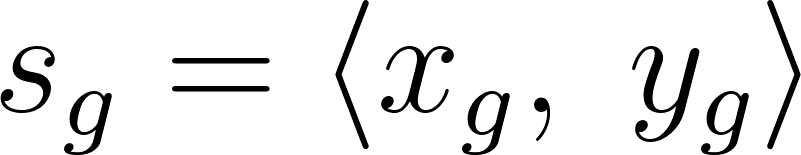 s_g = ⟨x_g, y_g⟩